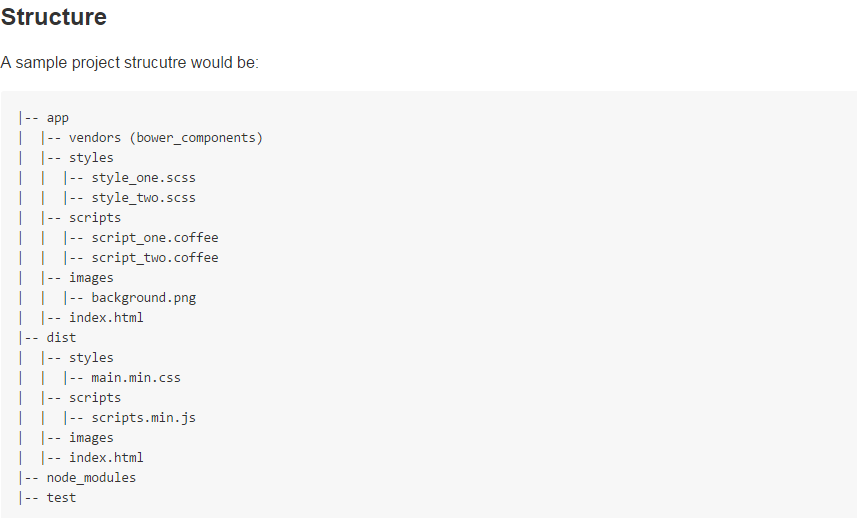 Structure
A sample project strucutre would be:
|-- app
|  |-- vendors (bower_components)
|  |-- styles
|  |  |-- style_one.scss
|  |  |-- style_two.scss
|  |-- scripts
|  |  |-- script_one.coffee
|  |  |-- script_two.coffee
|  |-- images
|  |  |-- background.png
|  |-- index.html
|-- dist
|  |-- styles
|  |  |-- main.min.css
|  |-- scripts
|  |  |-- scripts.min.js
|  |-- images
|  |-- index.html
|-- node_modules
|-- test